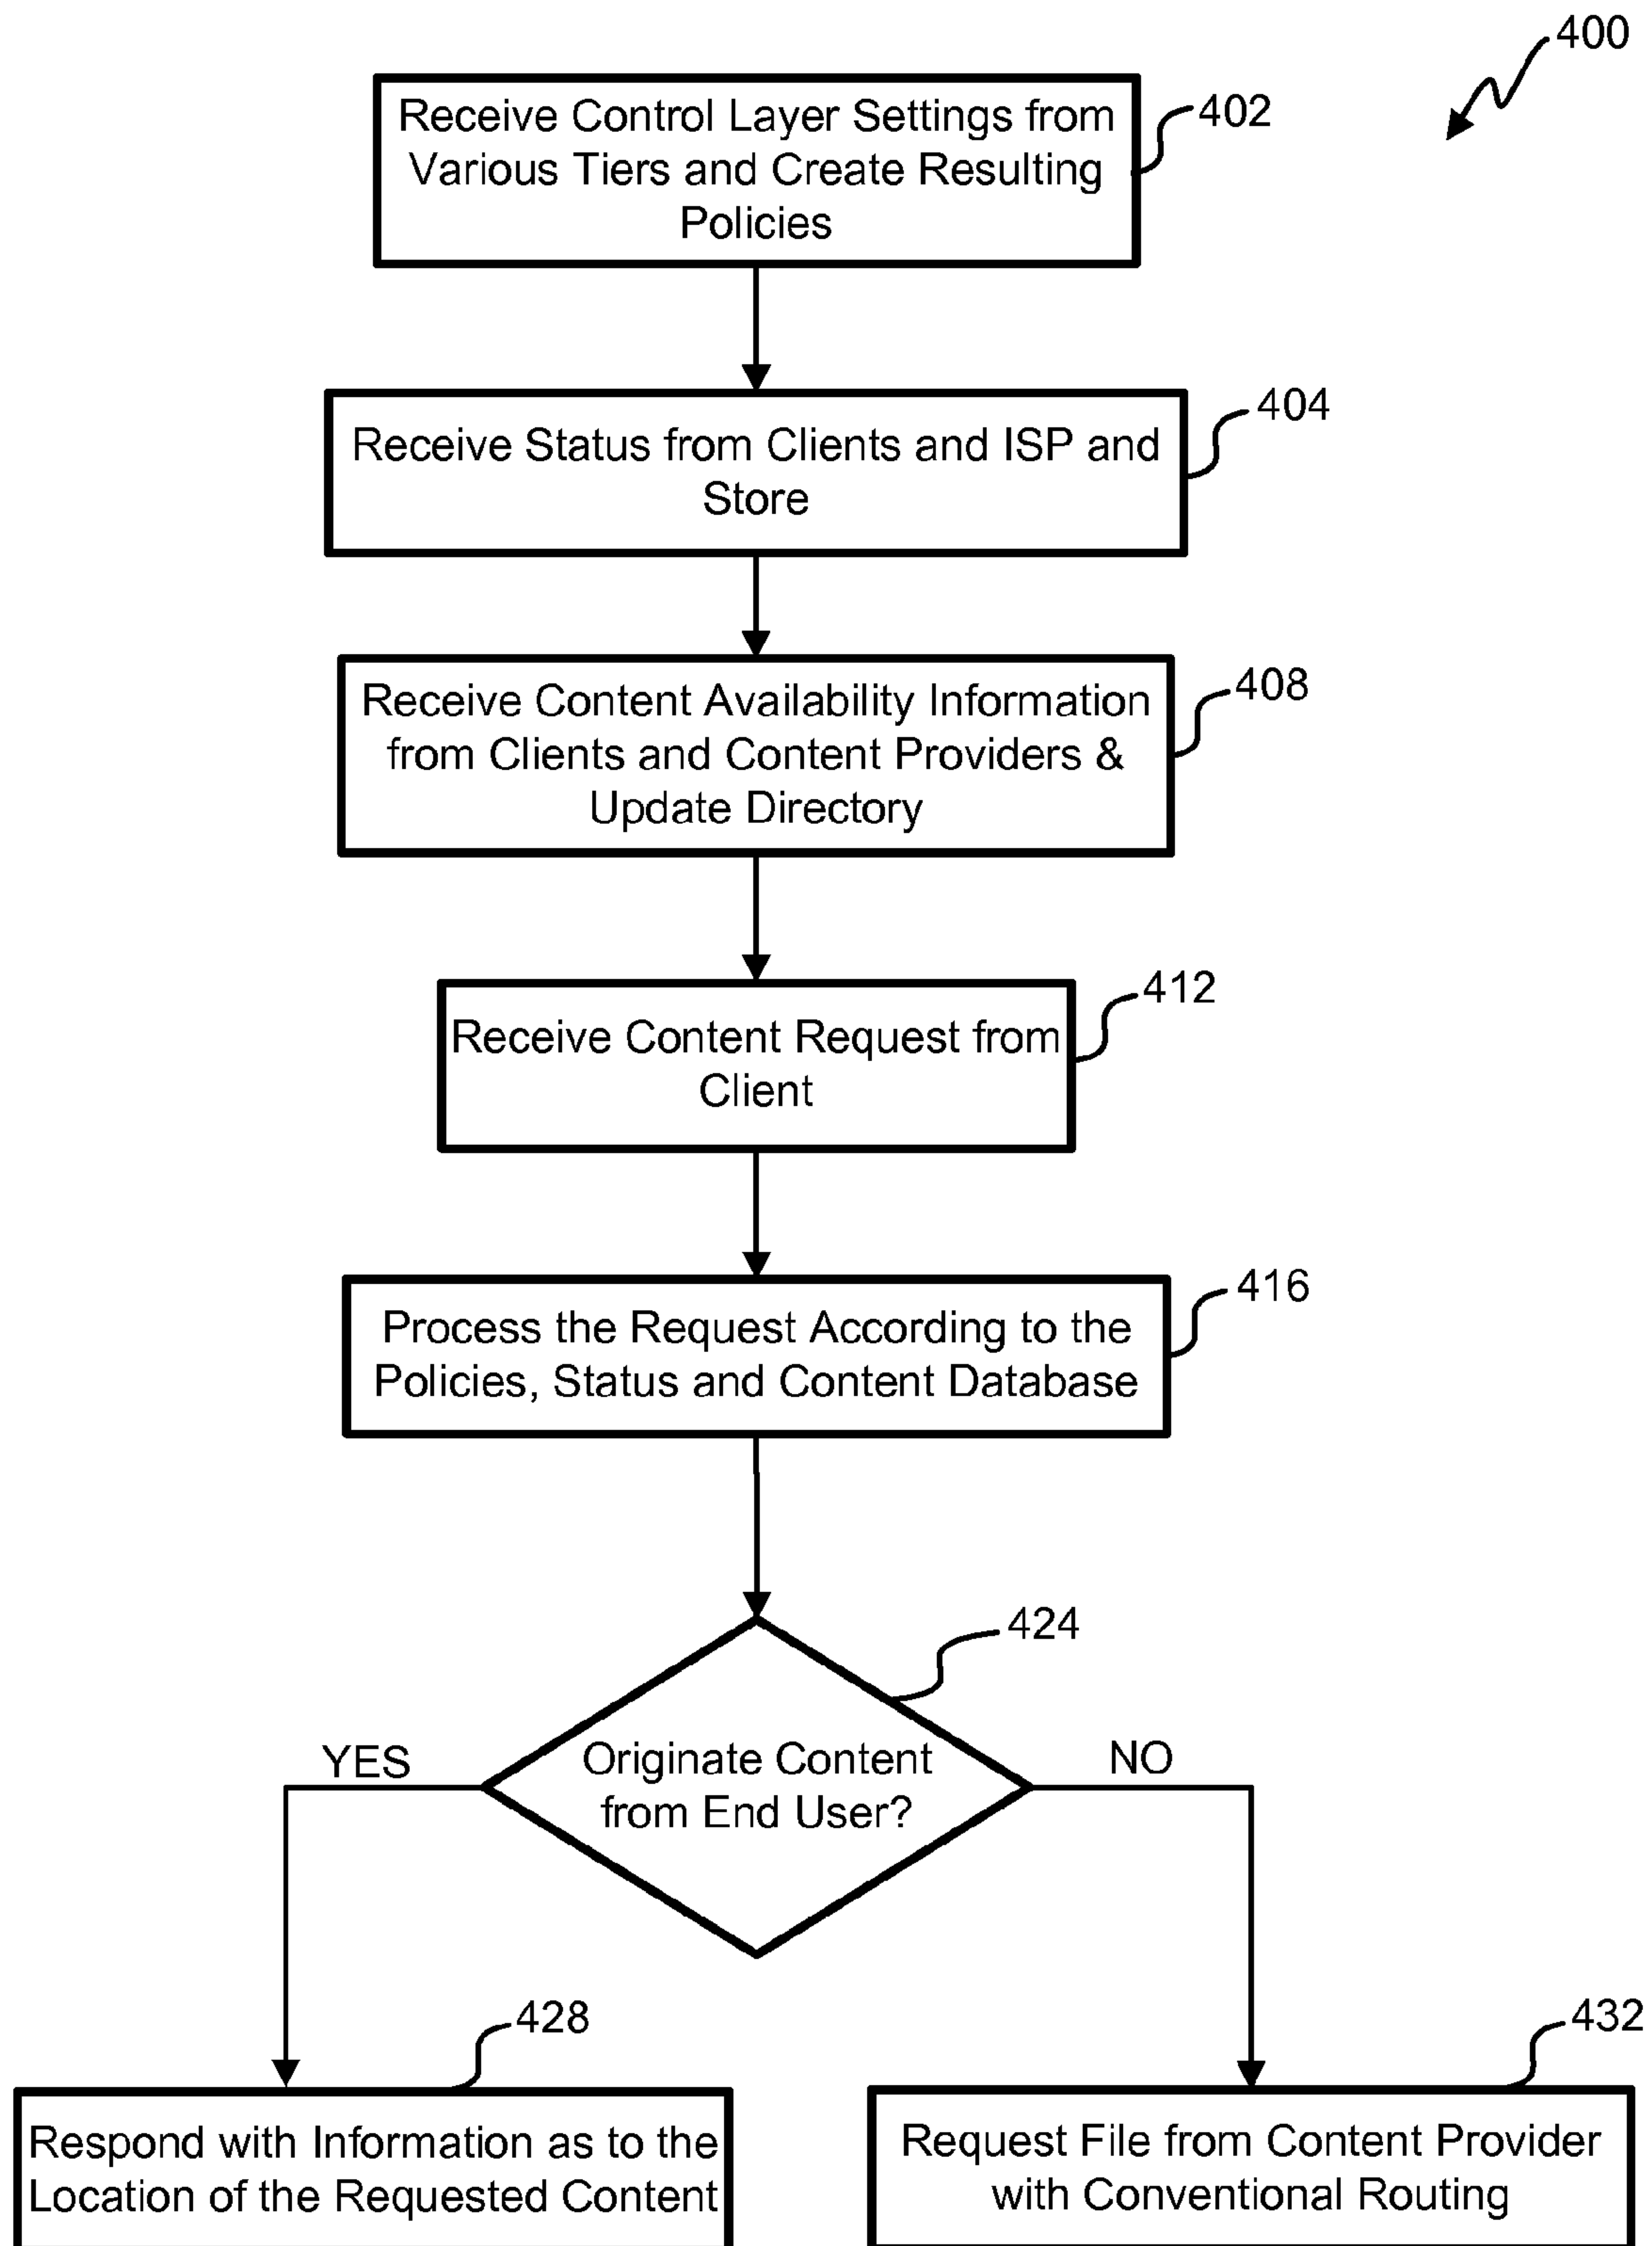 400
Receive Control Layer Settings from
Various Tiers and Create Resulting
Policies
402
Receive Status from Clients and ISP and
Store
404
Receive Content Availability Information
from Clients and Content Providers &
Update Directory
408
Receive Content Request from
Client
412
Process the Request According to the
Policies, Status and Content Database
416
Originate Content
from End User?
424
YES
NO
Respond with Information as to the
Location of the Requested Content
428
Request File from Content Provider
with Conventional Routing
432